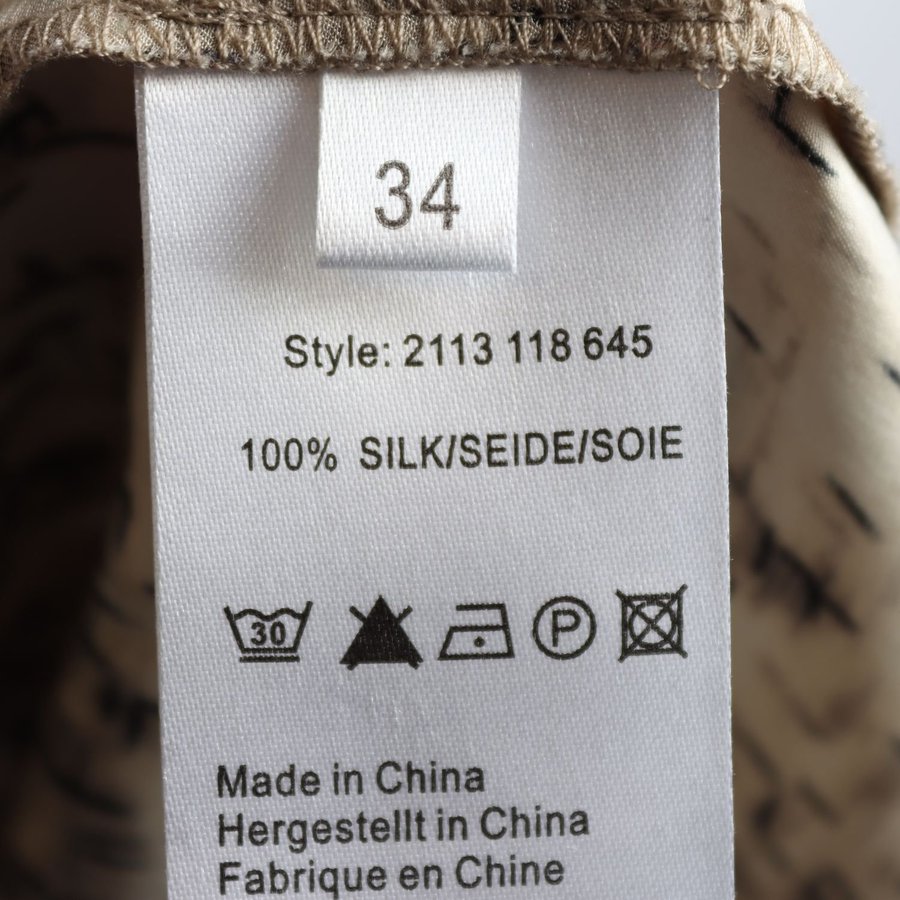 34
Style: 2113 118 645
100% SILK/SEIDE/SOIE
30 P
Made in China
Hergestellt in China
Fabrique en Chine